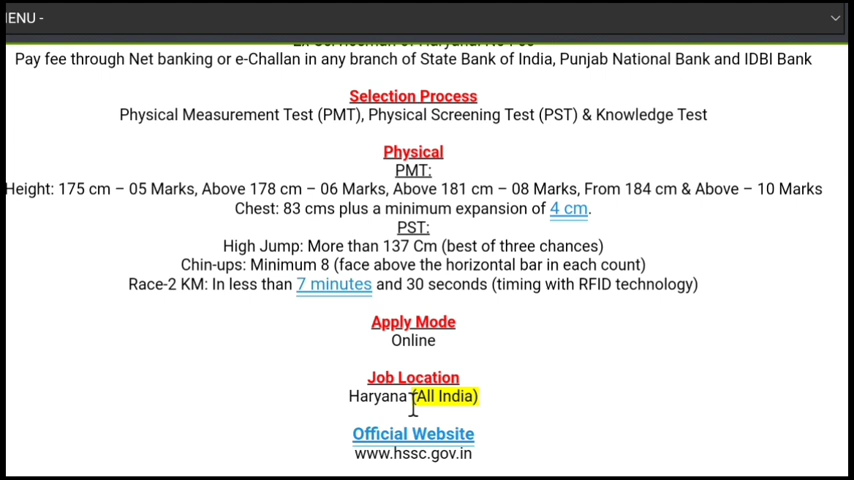 ENU -
Pay fee through Net banking or e-Challan in any branch of State Bank of India, Punjab National Bank and IDBI Bank
Selection Process
Physical Measurement Test (PMT), Physical Screening Test (PST) & Knowledge Test
Physical
PMT:
Height: 175 cm – 05 Marks, Above 178 cm – 06 Marks, Above 181 cm – 08 Marks, From 184 cm & Above – 10 Marks
Chest: 83 cms plus a minimum expansion of 4 cm.
PST:
High Jump: More than 137 Cm (best of three chances)
Chin-ups: Minimum 8 (face above the horizontal bar in each count)
Race-2 KM: In less than 7 minutes and 30 seconds (timing with RFID technology)
Apply Mode
Online
Job Location
Haryana (All India)
Official Website
www.hssc.gov.in